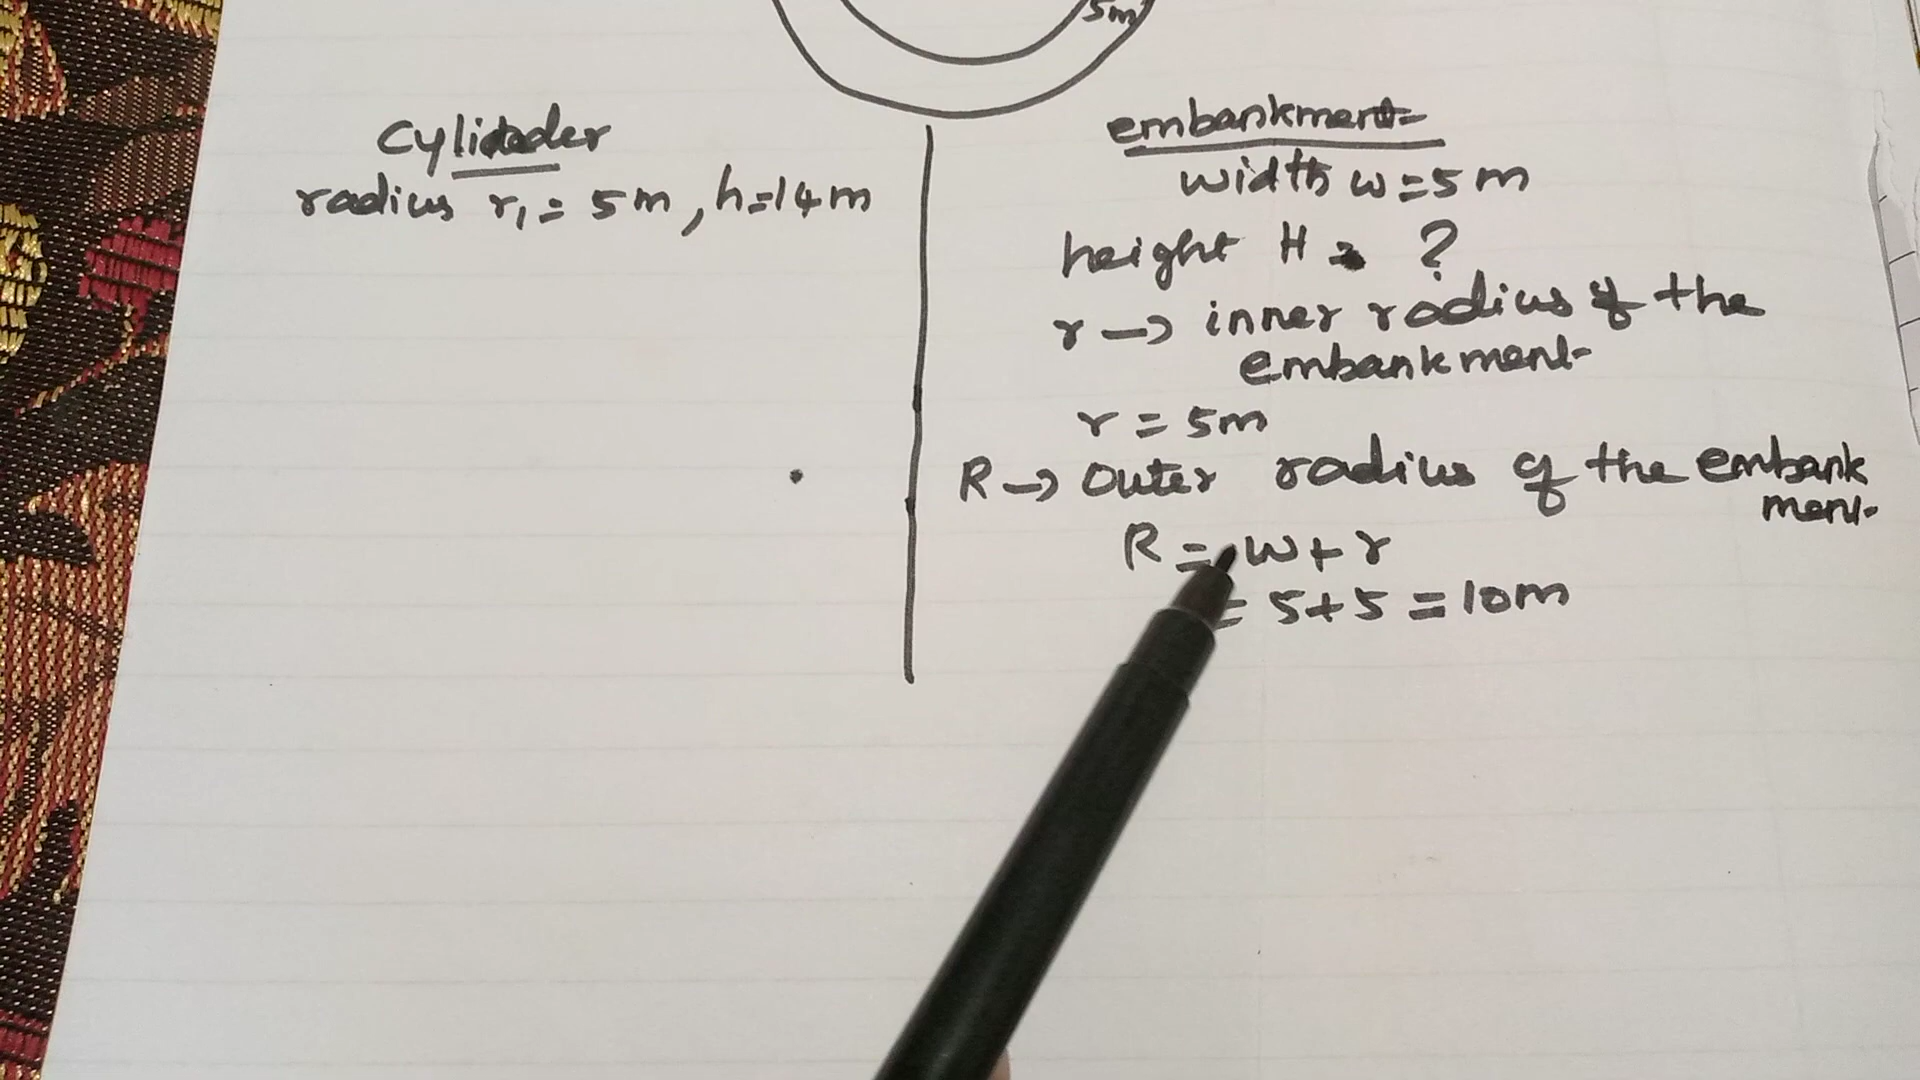 5m
Cylinder
radius r₁ = 5m, h=14m
embankment
width w=5m
height H = ?
r → inner radius of the
embankment
r = 5m
R → Outer radius of the embank
ment
R = w+r
= 5+5 = 10m